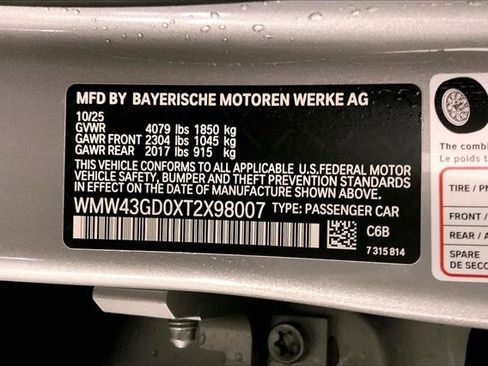 MFD BY BAYERISCHE MOTOREN WERKE AG
10/25
GVWR 4079 lbs 1850 kg
GAWR FRONT 2304 lbs 1045 kg
GAWR REAR 2017 lbs 915 kg
THIS VEHICLE CONFORMS TO ALL APPLICABLE U.S.FEDERAL MOTOR
VEHICLE SAFETY, BUMPER AND THEFT PREVENTION STANDARDS
IN EFFECT ON THE DATE OF MANUFACTURE SHOWN ABOVE.
WMW43GD0XT2X98007 TYPE: PASSENGER CAR
C6B
7 315 814
The combin
Le poids t
TIRE / PN
FRONT /
REAR / A
SPARE
DE SECO